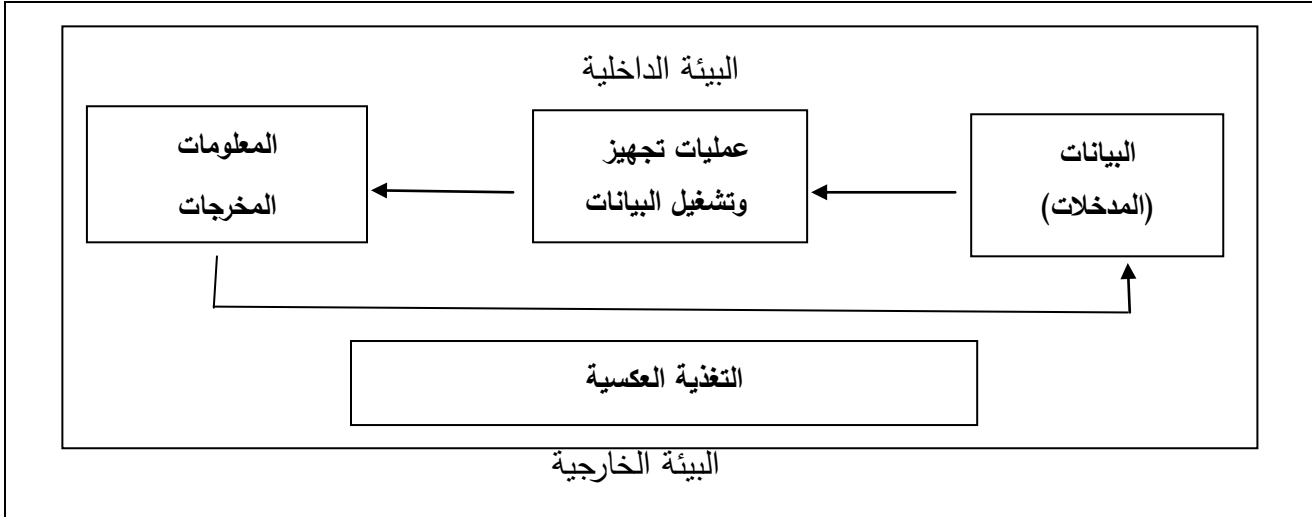 البيئة الداخلية
البيانات
(المدخلات)
عمليات تجهيز
وتشغيل البيانات
المعلومات
المخرجات
التغذية العكسية
البيئة الخارجية